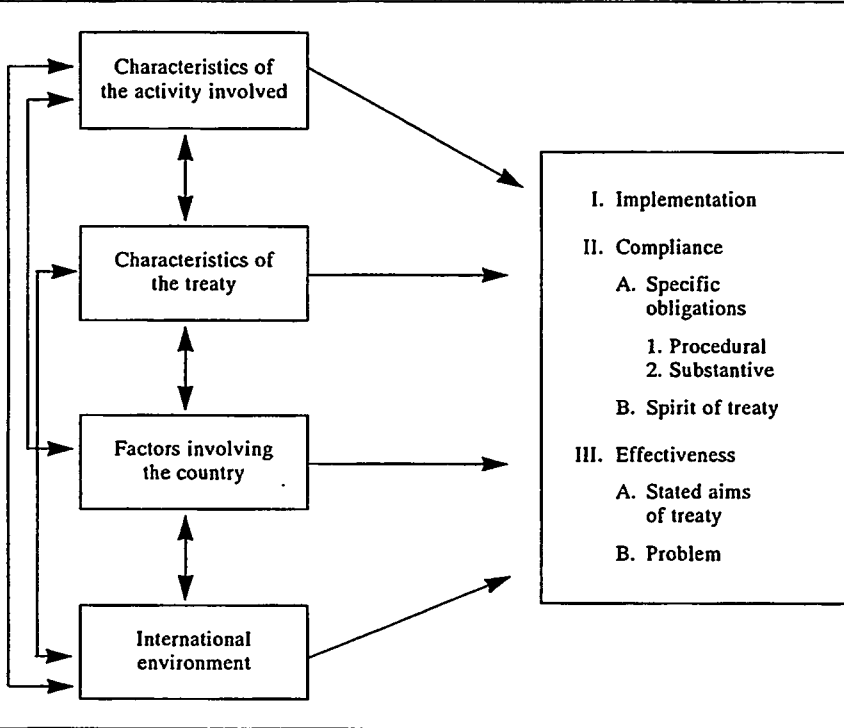 Characteristics of
the activity involved
Characteristics of
the treaty
Factors involving
the country
International
environment
I. Implementation
II. Compliance
A. Specific
obligations
1. Procedural
2. Substantive
B. Spirit of treaty
III. Effectiveness
A. Stated aims
of treaty
B. Problem